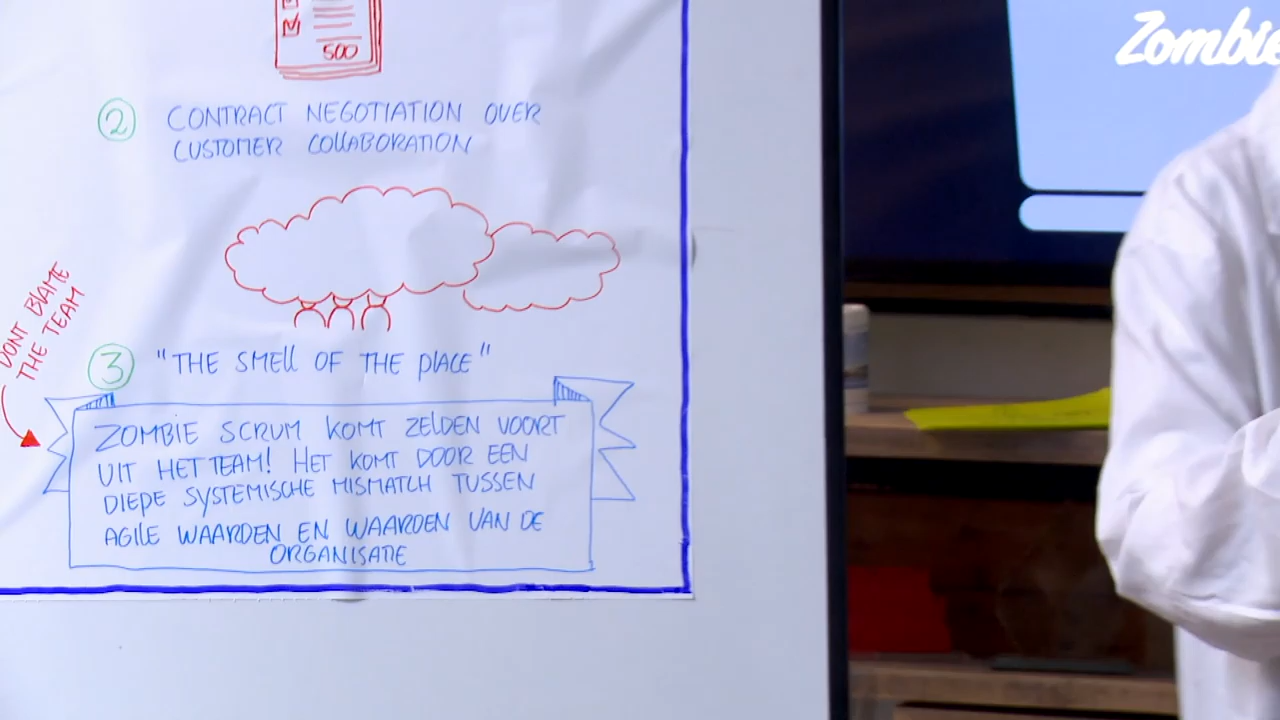 500
② CONTRACT NEGOTIATION OVER
CUSTOMER COLLABORATION
DONT BLAME
THE TEAM
③ "THE SMELL OF THE PLACE"
ZOMBIE SCRUM KOMT ZELDEN VOORT
UIT HET TEAM! HET KOMT DOOR EEN
DIEPE SYSTEMISCHE MISMATCH TUSSEN
AGILE WAARDEN EN WAARDEN VAN DE
ORGANISATIE
Zombie